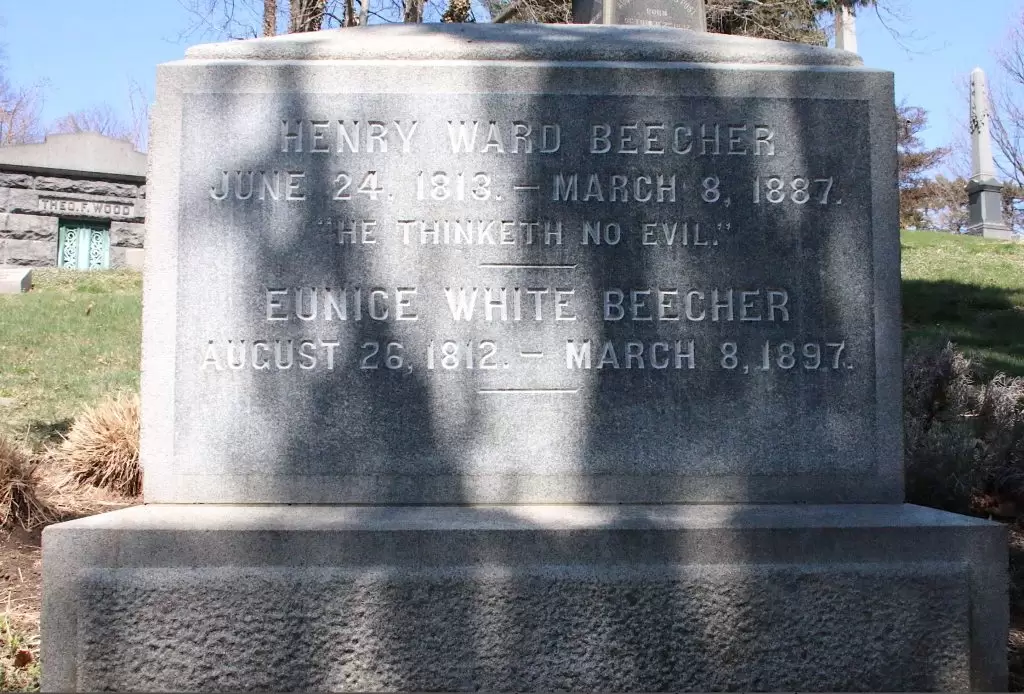 HENRY WARD BEECHER
JUNE 24, 1813. – MARCH 8, 1887.
"HE THINKETH NO EVIL."
EUNICE WHITE BEECHER
AUGUST 26, 1812. – MARCH 8, 1897.
THEO. F. WOOD
BORN